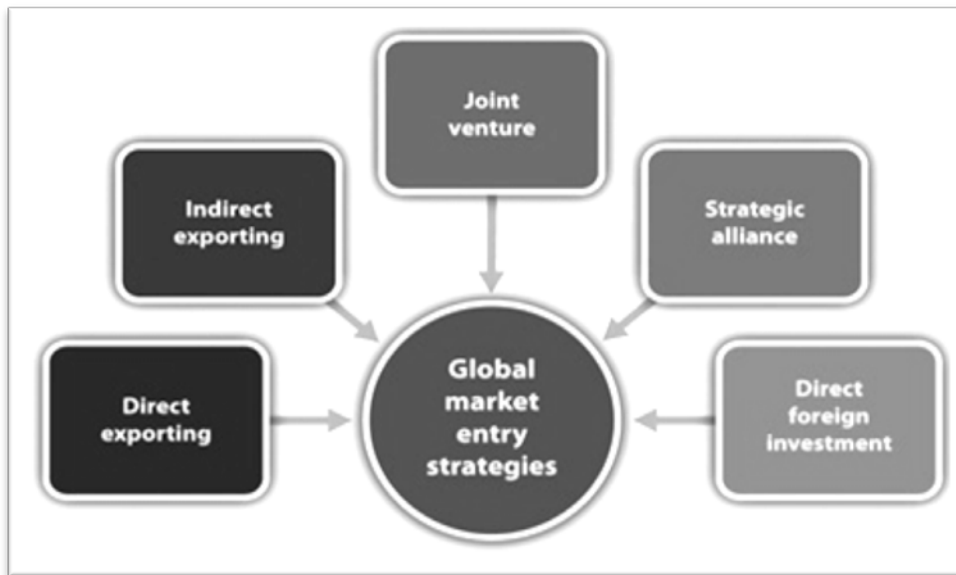 Joint
venture
Indirect
exporting
Strategic
alliance
Direct
exporting
Global
market
entry
strategies
Direct
foreign
investment